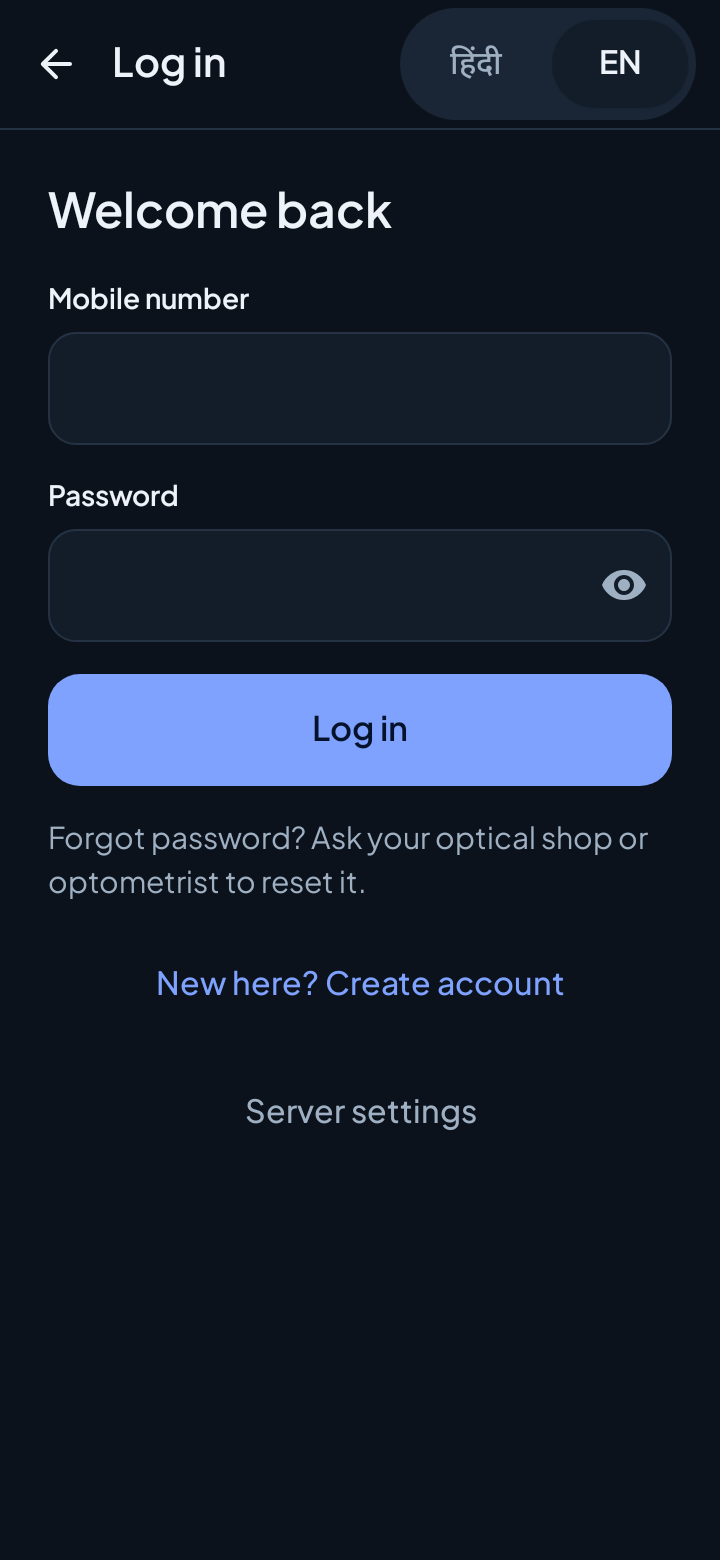 Log in
हिंदी
EN
Welcome back
Mobile number
Password
Log in
Forgot password? Ask your optical shop or
optometrist to reset it.
New here? Create account
Server settings